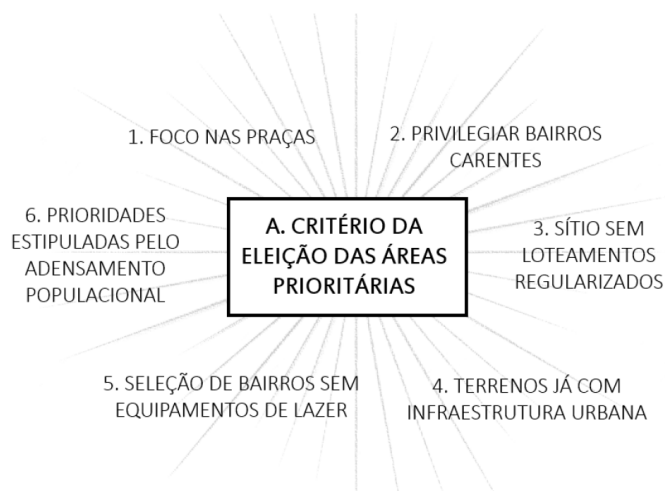 1. FOCO NAS PRAÇAS
2. PRIVILEGIAR BAIRROS
CARENTES
6. PRIORIDADES
ESTIPULADAS PELO
ADENSAMENTO
POPULACIONAL
A. CRITÉRIO DA
ELEIÇÃO DAS ÁREAS
PRIORITÁRIAS
3. SÍTIO SEM
LOTEAMENTOS
REGULARIZADOS
5. SELEÇÃO DE BAIRROS SEM
EQUIPAMENTOS DE LAZER
4. TERRENOS JÁ COM
INFRAESTRUTURA URBANA